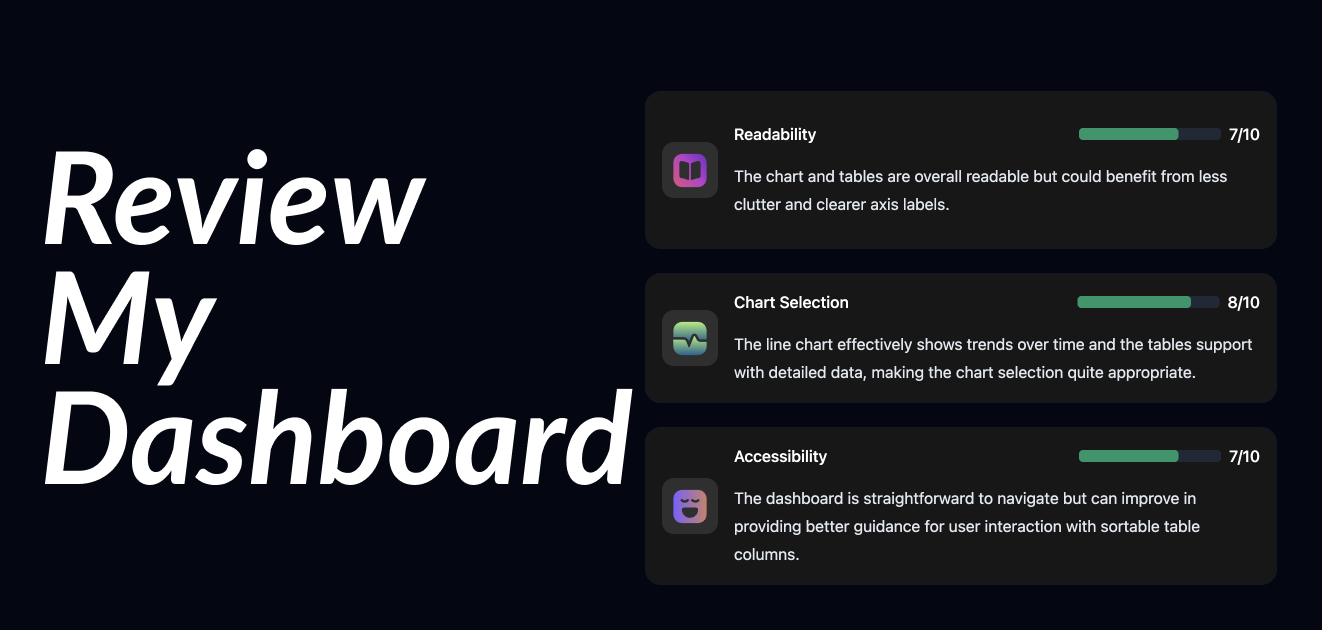 Review
My
Dashboard
Readability
7/10
The chart and tables are overall readable but could benefit from less
clutter and clearer axis labels.
Chart Selection
8/10
The line chart effectively shows trends over time and the tables support
with detailed data, making the chart selection quite appropriate.
Accessibility
7/10
The dashboard is straightforward to navigate but can improve in
providing better guidance for user interaction with sortable table
columns.